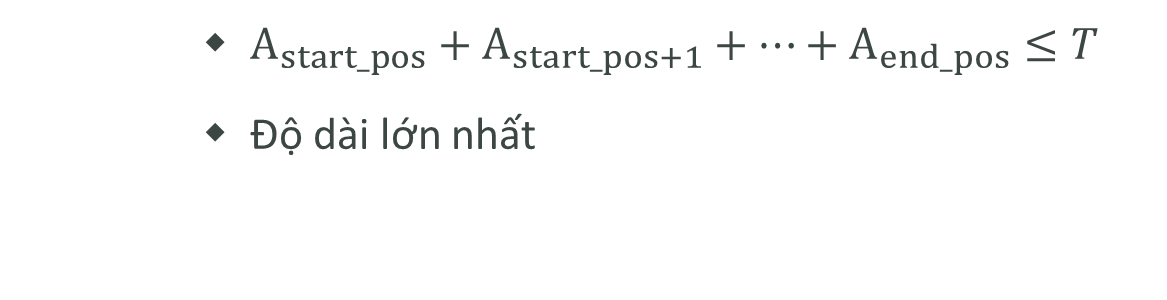 ◆ A_start_pos + A_start_pos+1 + ⋯ + A_end_pos ≤ T
◆ Độ dài lớn nhất